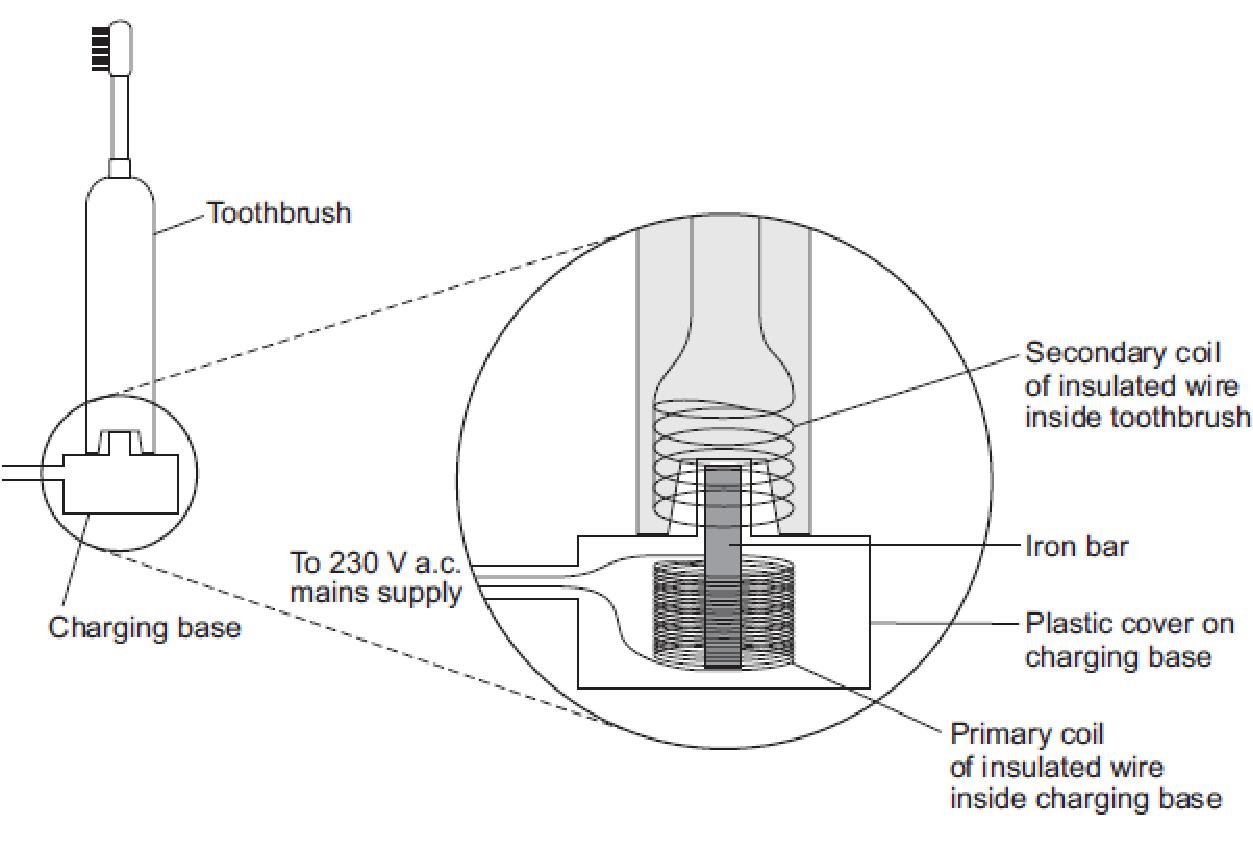 Toothbrush
Secondary coil
of insulated wire
inside toothbrush
Iron bar
To 230 V a.c.
mains supply
Charging base
Plastic cover on
charging base
Primary coil
of insulated wire
inside charging base